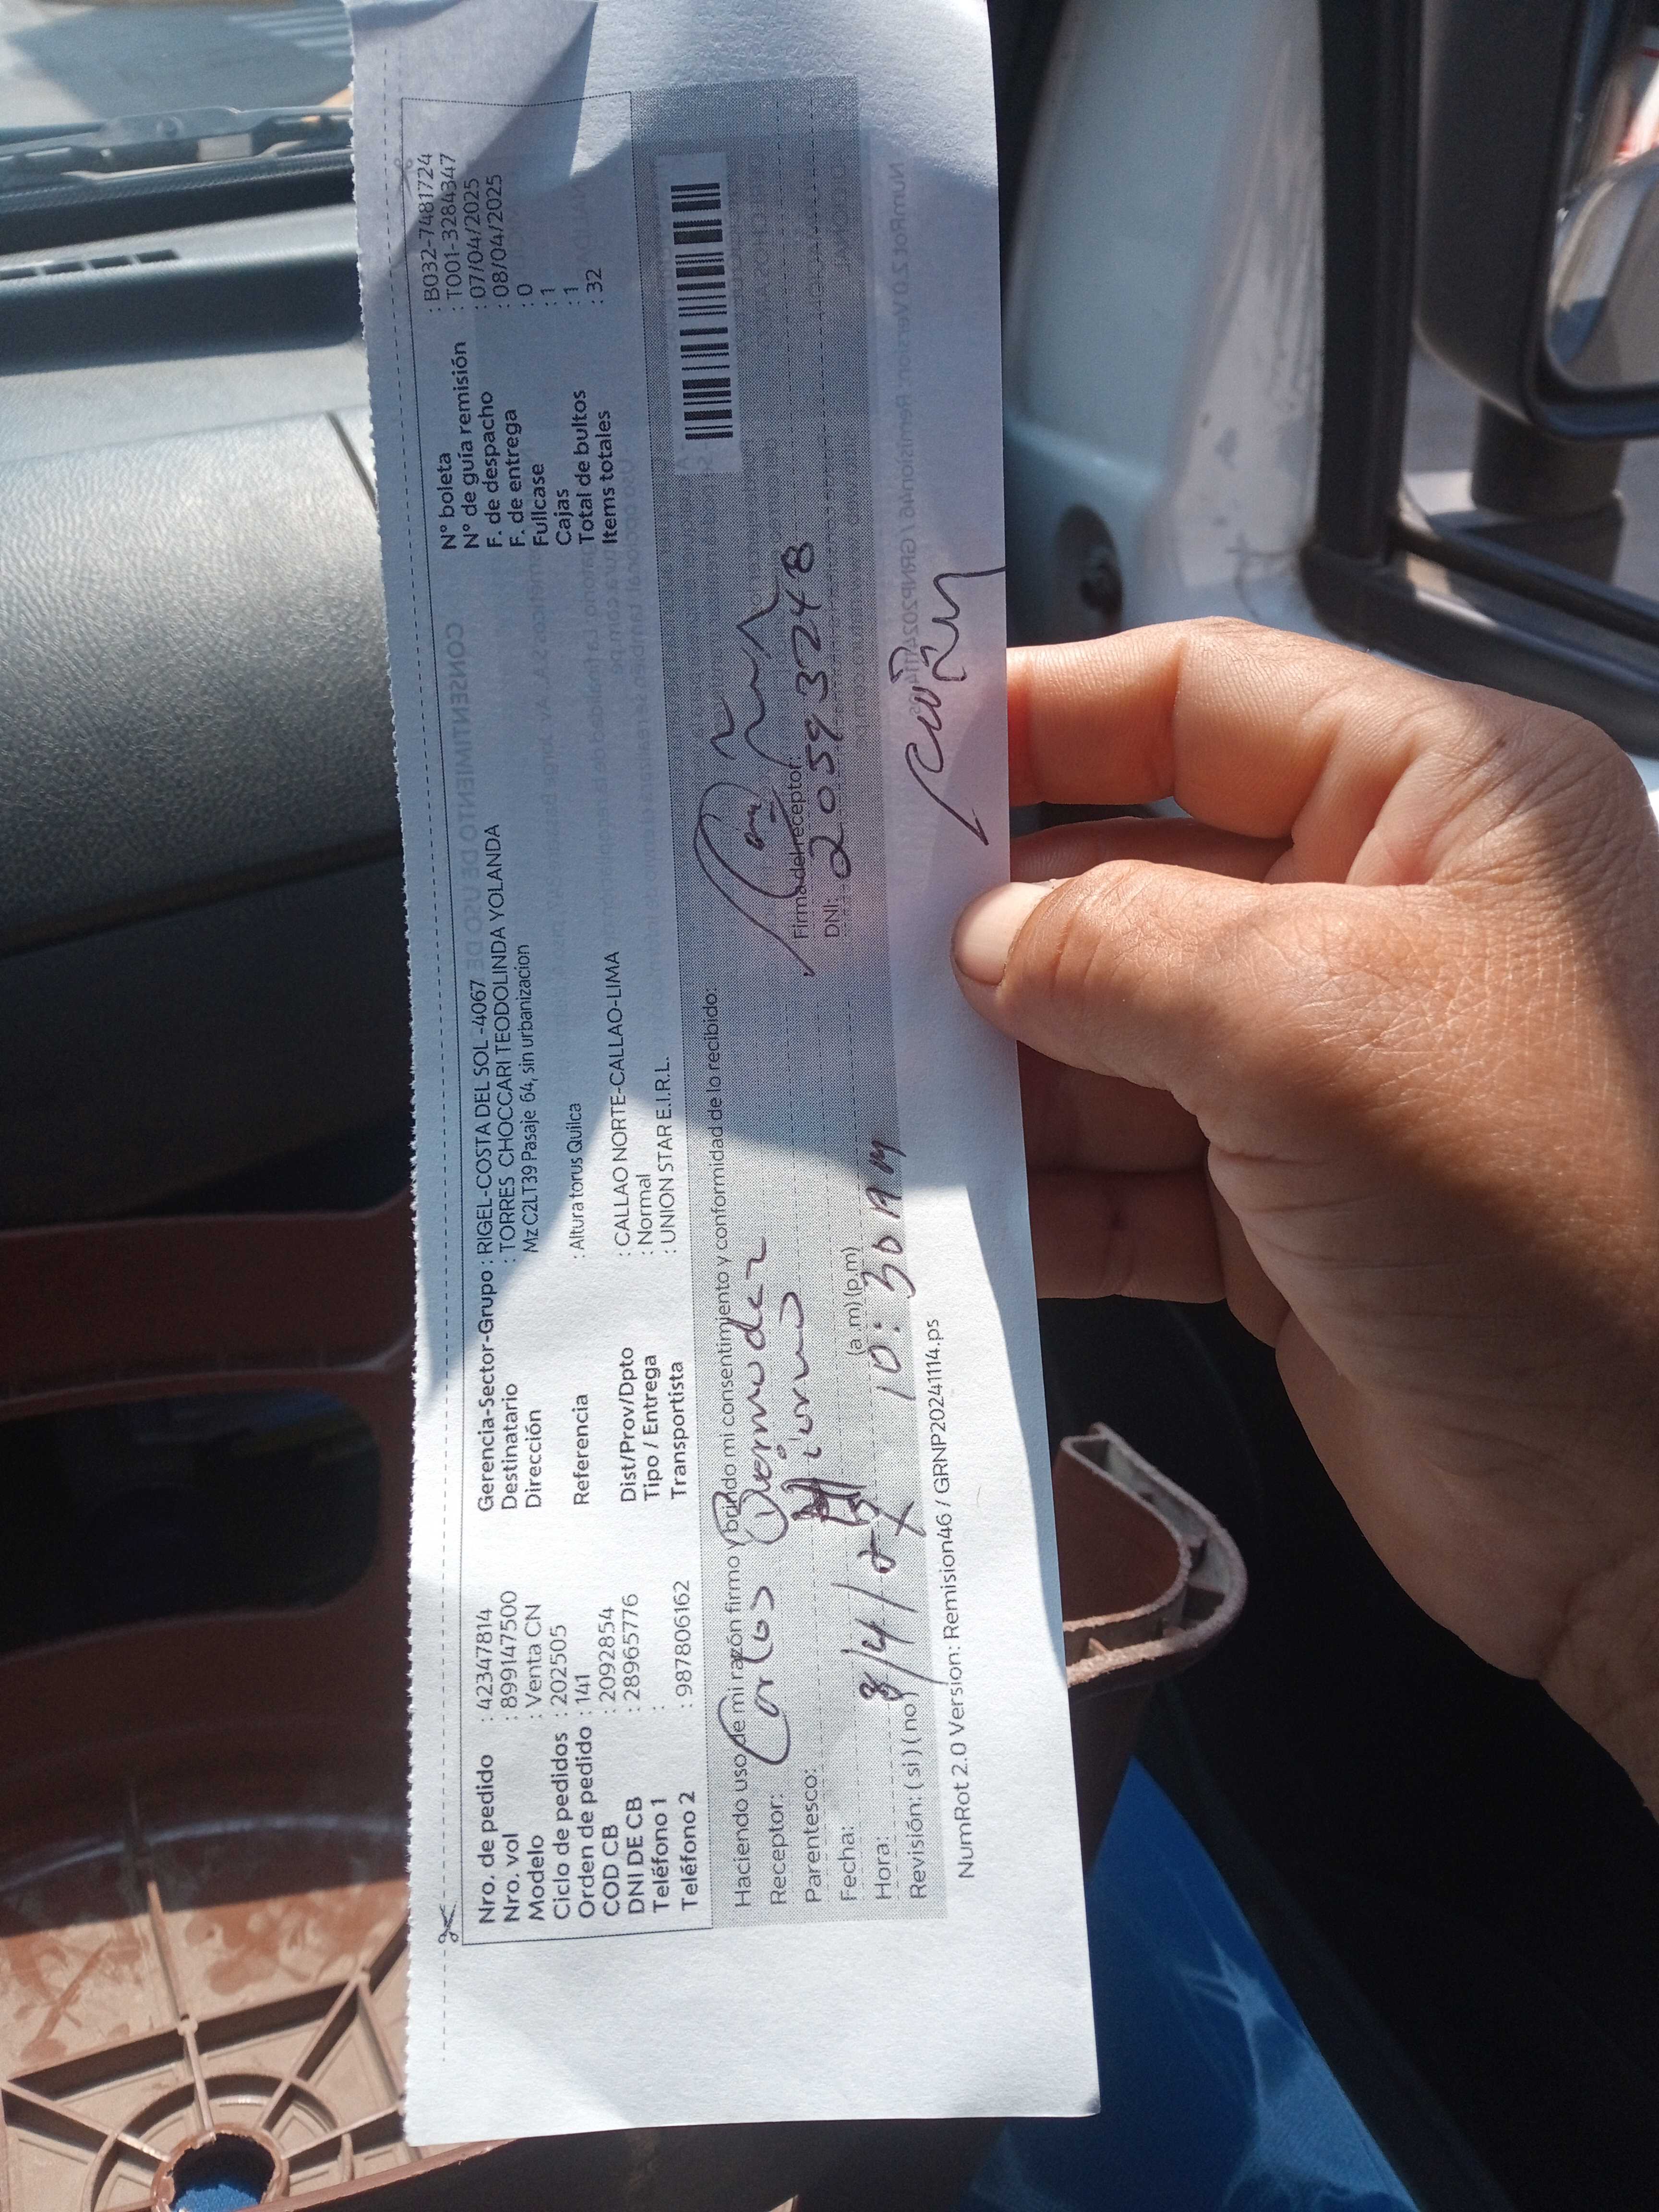 Nro. de pedido : 42347814
Nro. vol : 899147500
Modelo : Venta CN
Ciclo de pedidos : 202505
Orden de pedido : 141
COD CB : 2092854
DNI DE CB : 28965776
Teléfono 1 :
Teléfono 2 : 987806162
Gerencia-Sector-Grupo : RIGEL-COSTA DEL SOL -4067
Destinatario : TORRES CHOCCARI TEODOLINDA YOLANDA
Dirección Mz C2LT39 Pasaje 64, sin urbanizacion
Referencia : Altura torus Quilca
Dist/Prov/Dpto : CALLAO NORTE-CALLAO-LIMA
Tipo / Entrega : Normal
Transportista : UNION STAR E.I.R.L.
N° boleta : B032-7481724
N° de guía remisión : T001-3284347
F. de despacho : 07/04/2025
F. de entrega : 08/04/2025
Fullcase : 0
Cajas : 1
Total de bultos : 1
Items totales : 32
Haciendo uso de mi razón firmo y brindo mi consentimiento y conformidad de lo recibido:
Receptor: Carlos Bermudez
Parentesco:
Fecha: 8/4/25
Hora: (a.m) (p.m) 10:30 AM
Revisión: ( si ) ( no )
Firma del receptor:
DNI: 20593248
NumRot 2.0 Version: Remision46 / GRNP20241114.ps